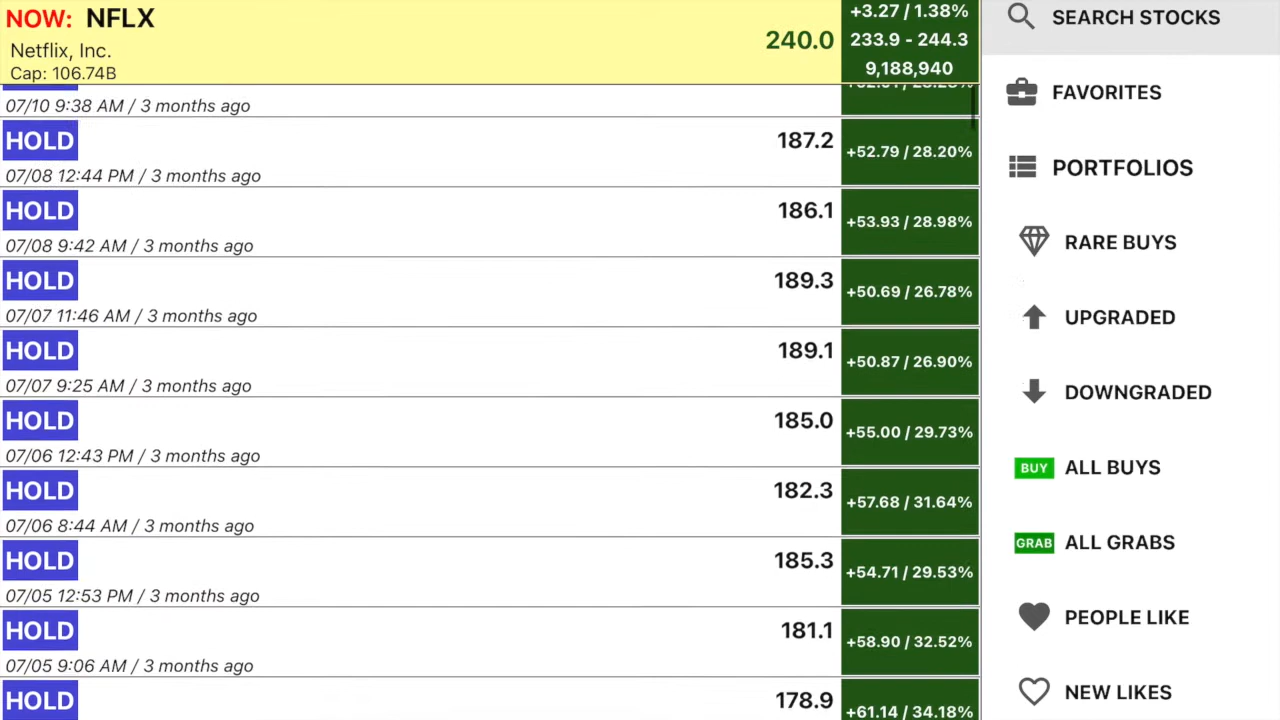 NOW: NFLX
Netflix, Inc.
Cap: 106.74B
240.0
+3.27 / 1.38%
233.9 - 244.3
9,188,940
07/10 9:38 AM / 3 months ago
HOLD
187.2
+52.79 / 28.20%
07/08 12:44 PM / 3 months ago
HOLD
186.1
+53.93 / 28.98%
07/08 9:42 AM / 3 months ago
HOLD
189.3
+50.69 / 26.78%
07/07 11:46 AM / 3 months ago
HOLD
189.1
+50.87 / 26.90%
07/07 9:25 AM / 3 months ago
HOLD
185.0
+55.00 / 29.73%
07/06 12:43 PM / 3 months ago
HOLD
182.3
+57.68 / 31.64%
07/06 8:44 AM / 3 months ago
HOLD
185.3
+54.71 / 29.53%
07/05 12:53 PM / 3 months ago
HOLD
181.1
+58.90 / 32.52%
07/05 9:06 AM / 3 months ago
HOLD
178.9
+61.14 / 34.18%
SEARCH STOCKS
FAVORITES
PORTFOLIOS
RARE BUYS
UPGRADED
DOWNGRADED
BUY ALL BUYS
GRAB ALL GRABS
PEOPLE LIKE
NEW LIKES